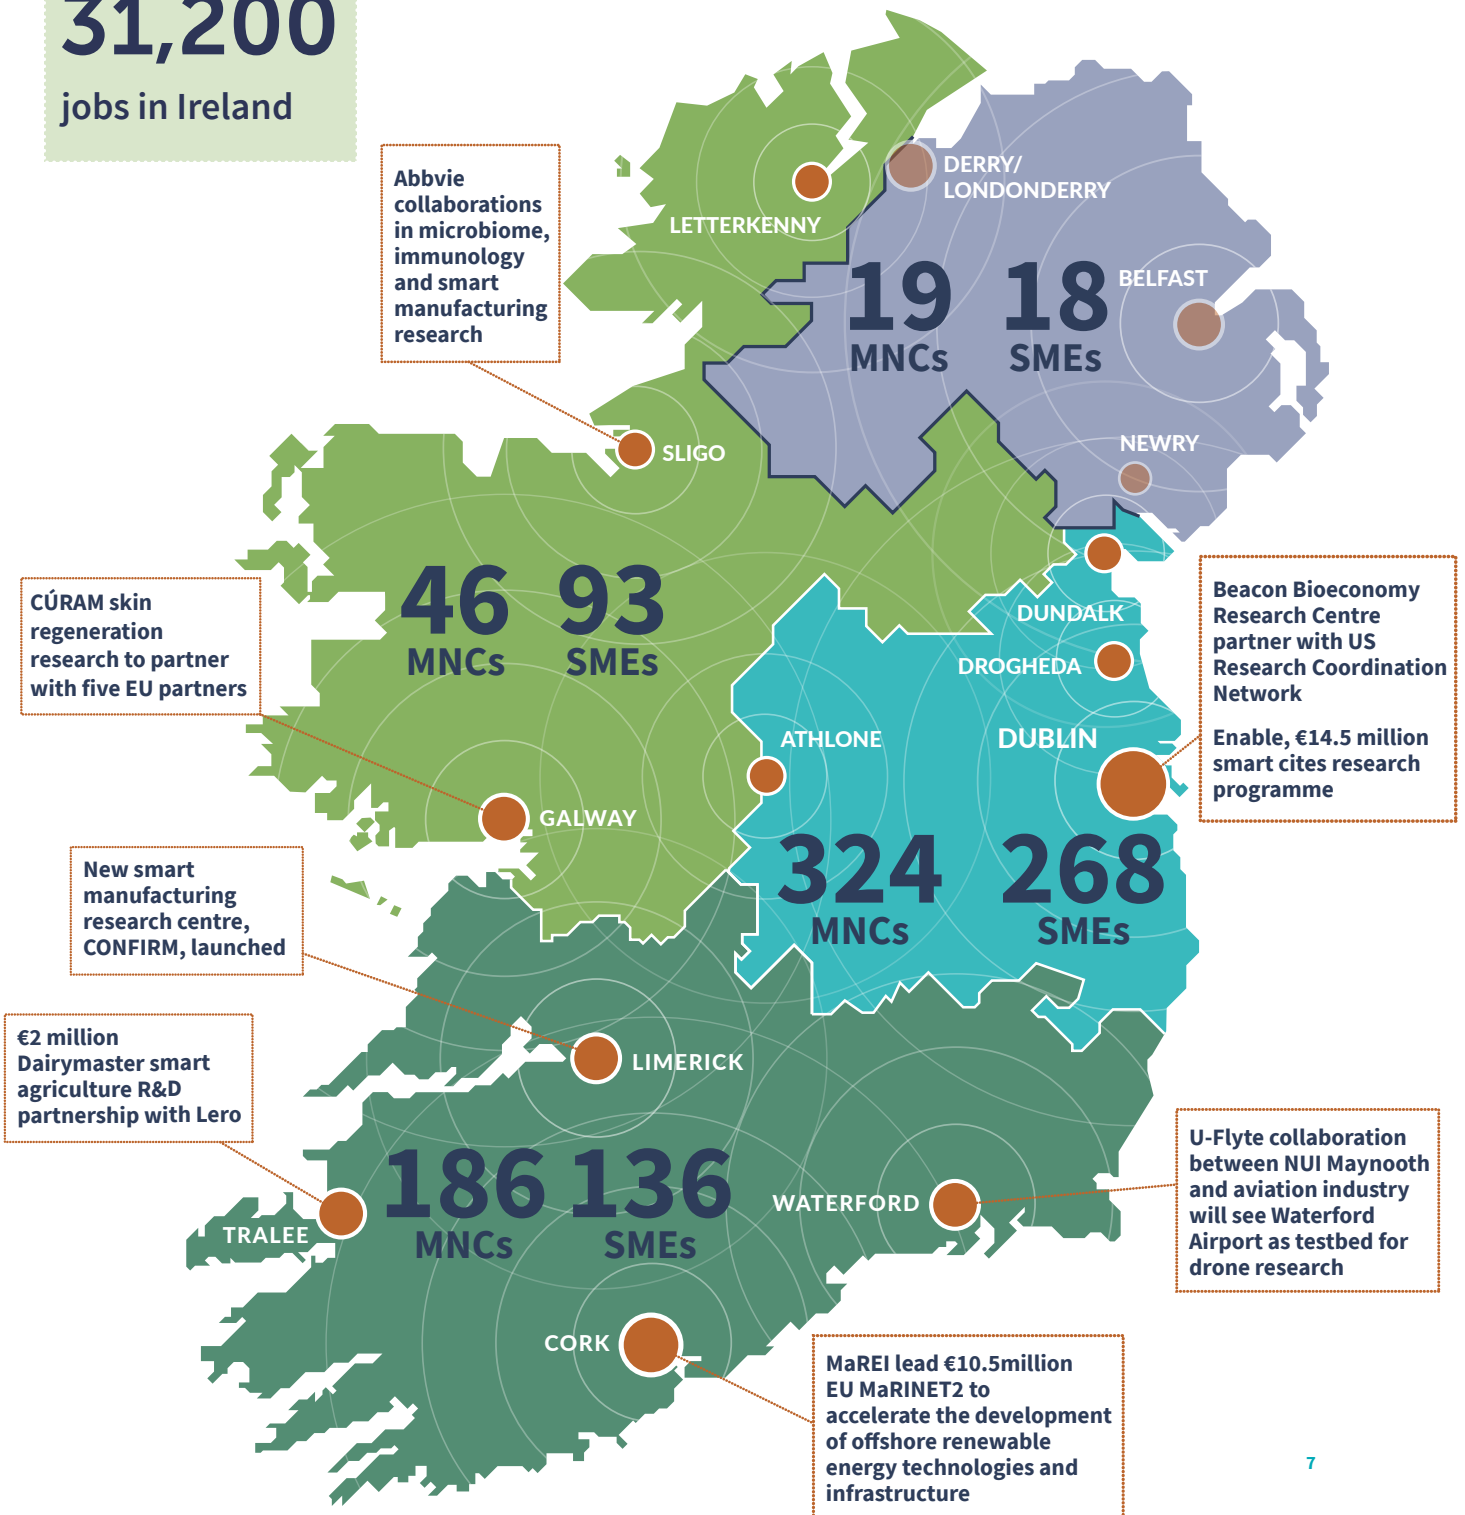 31,200
jobs in Ireland
Abbvie
collaborations
in microbiome,
immunology
and smart
manufacturing
research
LETTERKENNY
DERRY/
LONDONDERRY
19
MNCs
18
SMEs
BELFAST
SLIGO
NEWRY
CÚRAM skin
regeneration
research to partner
with five EU partners
46
MNCs
93
SMEs
DUNDALK
DROGHEDA
DUBLIN
ATHLONE
Beacon Bioeconomy
Research Centre
partner with US
Research Coordination
Network
Enable, €14.5 million
smart cites research
programme
GALWAY
324
MNCs
268
SMEs
New smart
manufacturing
research centre,
CONFIRM, launched
LIMERICK
€2 million
Dairymaster smart
agriculture R&D
partnership with Lero
186
MNCs
136
SMEs
TRALEE
WATERFORD
U-Flyte collaboration
between NUI Maynooth
and aviation industry
will see Waterford
Airport as testbed for
drone research
CORK
MaREI lead €10.5million
EU MaRINET2 to
accelerate the development
of offshore renewable
energy technologies and
infrastructure
7